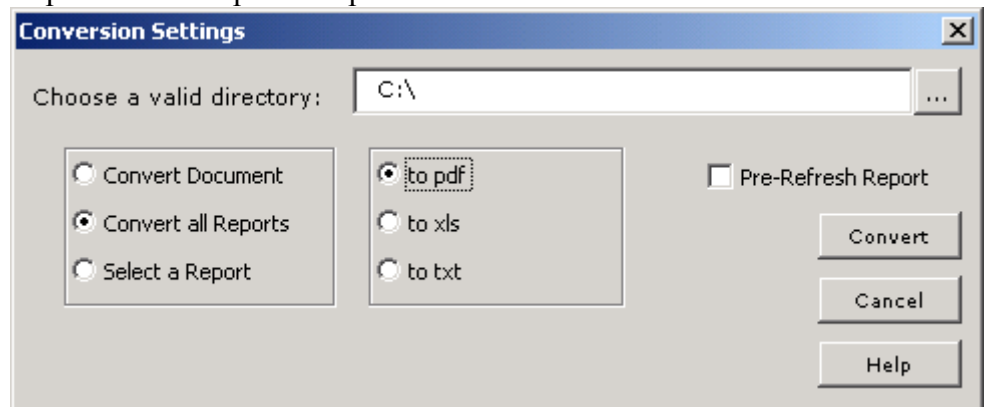 Conversion Settings
Choose a valid directory: C:\ ...
Convert Document to pdf Pre-Refresh Report
Convert all Reports to xls Convert
Select a Report to txt
Cancel
Help